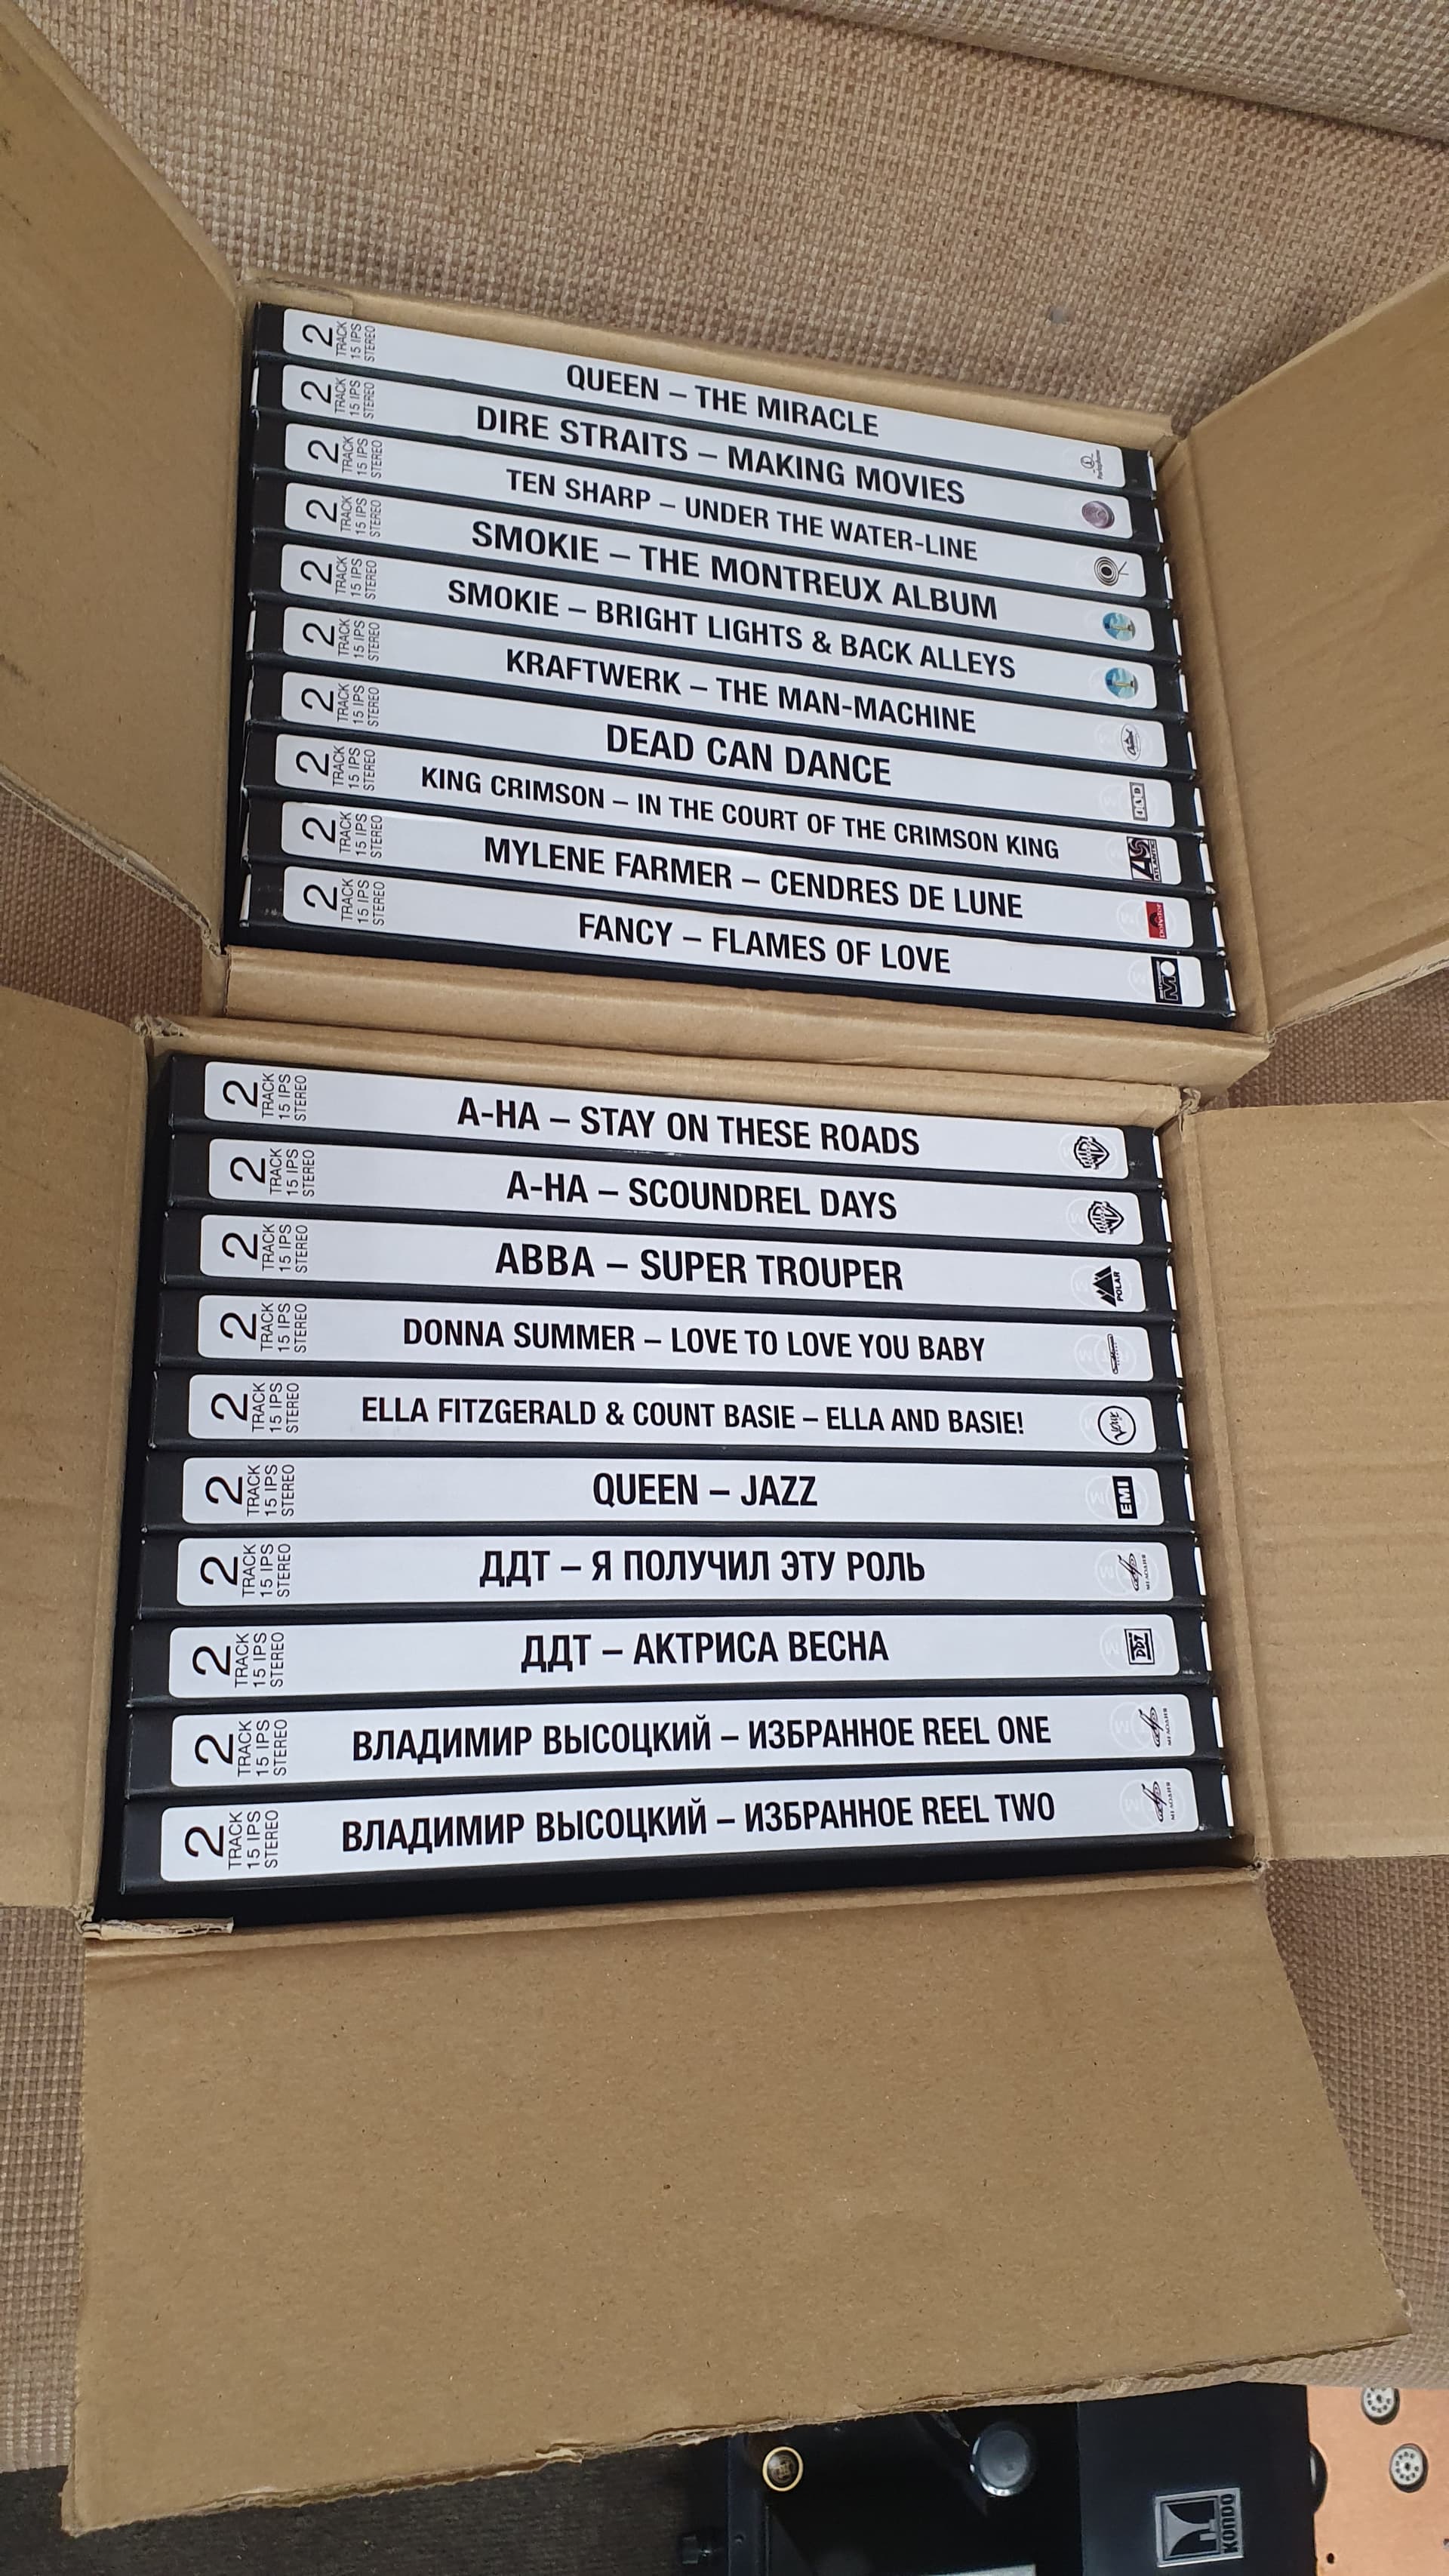 2 TRACK 15 IPS STEREO QUEEN – THE MIRACLE Parlophone
2 TRACK 15 IPS STEREO DIRE STRAITS – MAKING MOVIES
2 TRACK 15 IPS STEREO TEN SHARP – UNDER THE WATER-LINE
2 TRACK 15 IPS STEREO SMOKIE – THE MONTREUX ALBUM
2 TRACK 15 IPS STEREO SMOKIE – BRIGHT LIGHTS & BACK ALLEYS
2 TRACK 15 IPS STEREO KRAFTWERK – THE MAN-MACHINE Capitol
2 TRACK 15 IPS STEREO DEAD CAN DANCE
2 TRACK 15 IPS STEREO KING CRIMSON – IN THE COURT OF THE CRIMSON KING ATLANTIC
2 TRACK 15 IPS STEREO MYLENE FARMER – CENDRES DE LUNE Polydor
2 TRACK 15 IPS STEREO FANCY – FLAMES OF LOVE
2 TRACK 15 IPS STEREO A-HA – STAY ON THESE ROADS
2 TRACK 15 IPS STEREO A-HA – SCOUNDREL DAYS
2 TRACK 15 IPS STEREO ABBA – SUPER TROUPER POLAR
2 TRACK 15 IPS STEREO DONNA SUMMER – LOVE TO LOVE YOU BABY
2 TRACK 15 IPS STEREO ELLA FITZGERALD & COUNT BASIE – ELLA AND BASIE! Verve
2 TRACK 15 IPS STEREO QUEEN – JAZZ EMI
2 TRACK 15 IPS STEREO ДДТ – Я ПОЛУЧИЛ ЭТУ РОЛЬ МЕЛОДИЯ
2 TRACK 15 IPS STEREO ДДТ – АКТРИСА ВЕСНА DDT
2 TRACK 15 IPS STEREO ВЛАДИМИР ВЫСОЦКИЙ – ИЗБРАННОЕ REEL ONE МЕЛОДИЯ
2 TRACK 15 IPS STEREO ВЛАДИМИР ВЫСОЦКИЙ – ИЗБРАННОЕ REEL TWO МЕЛОДИЯ
KONDO